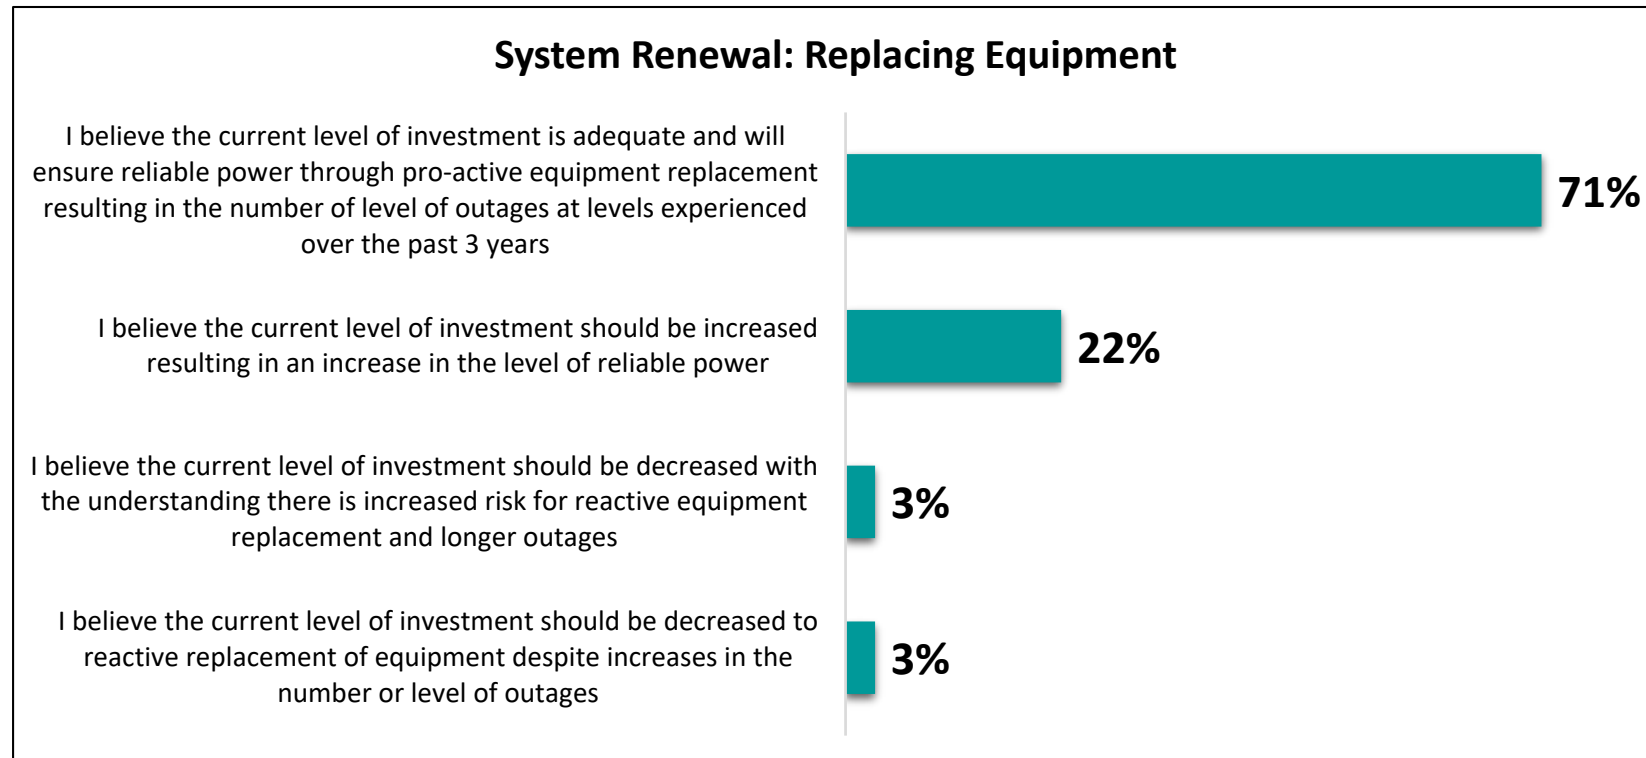 System Renewal: Replacing Equipment
I believe the current level of investment is adequate and will
ensure reliable power through pro-active equipment replacement
resulting in the number of level of outages at levels experienced
over the past 3 years
71%
I believe the current level of investment should be increased
resulting in an increase in the level of reliable power
22%
I believe the current level of investment should be decreased with
the understanding there is increased risk for reactive equipment
replacement and longer outages
3%
I believe the current level of investment should be decreased to
reactive replacement of equipment despite increases in the
number or level of outages
3%